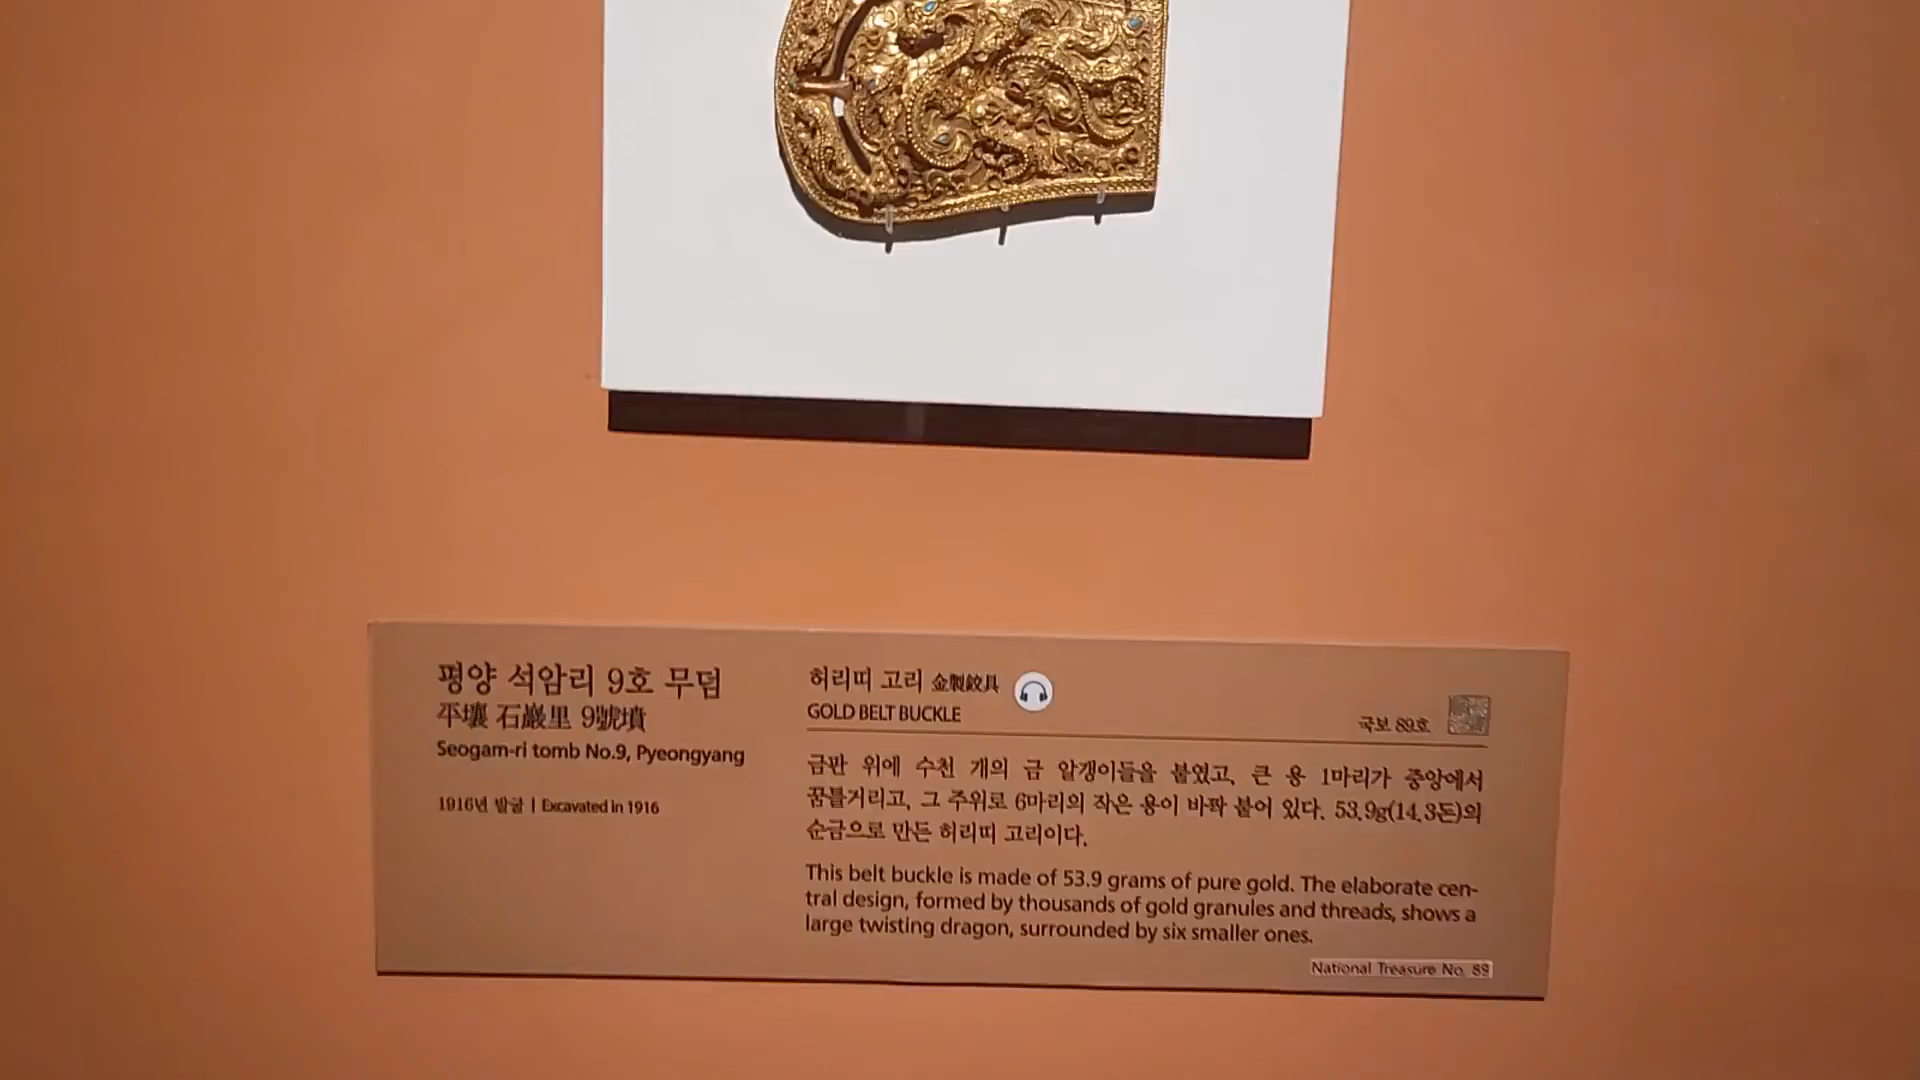 평양 석암리 9호 무덤
平壤 石巖里 9號墳
Seogam-ri tomb No.9, Pyeongyang
1916년 발굴 | Excavated in 1916
허리띠 고리 金製鉸具
GOLD BELT BUCKLE
국보 89호
금판 위에 수천 개의 금 알갱이들을 붙였고, 큰 용 1마리가 중앙에서
꿈틀거리고, 그 주위로 6마리의 작은 용이 바짝 붙어 있다. 53.9g(14.3돈)의
순금으로 만든 허리띠 고리이다.
This belt buckle is made of 53.9 grams of pure gold. The elaborate cen-
tral design, formed by thousands of gold granules and threads, shows a
large twisting dragon, surrounded by six smaller ones.
National Treasure No. 89